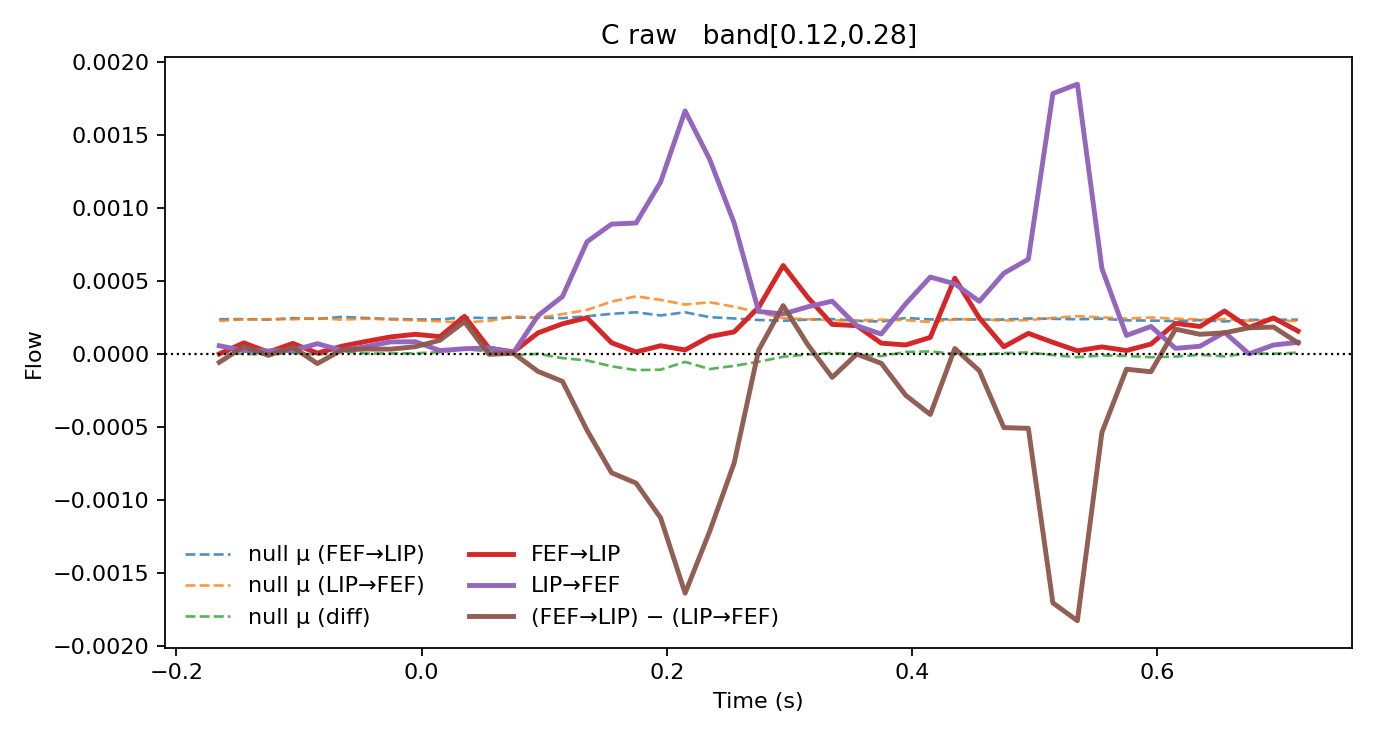 C raw   band[0.12,0.28]
0.0020
0.0015
0.0010
0.0005
0.0000
−0.0005
−0.0010
−0.0015
−0.0020
Flow
null μ (FEF→LIP)
null μ (LIP→FEF)
null μ (diff)
FEF→LIP
LIP→FEF
(FEF→LIP) − (LIP→FEF)
−0.2
0.0
0.2
0.4
0.6
Time (s)